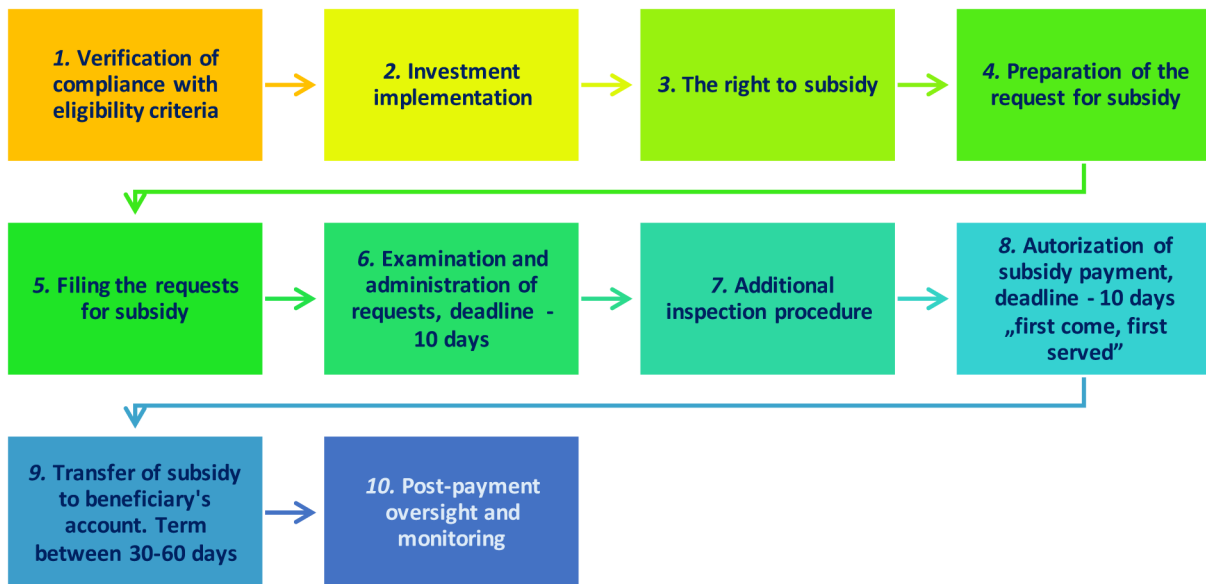 1. Verification of
compliance with
eligibility criteria
2. Investment
implementation
3. The right to subsidy
4. Preparation of the
request for subsidy
5. Filing the requests
for subsidy
6. Examination and
administration of
requests, deadline -
10 days
7. Additional
inspection procedure
8. Autorization of
subsidy payment,
deadline - 10 days
„first come, first
served”
9. Transfer of subsidy
to beneficiary's
account. Term
between 30-60 days
10. Post-payment
oversight and
monitoring